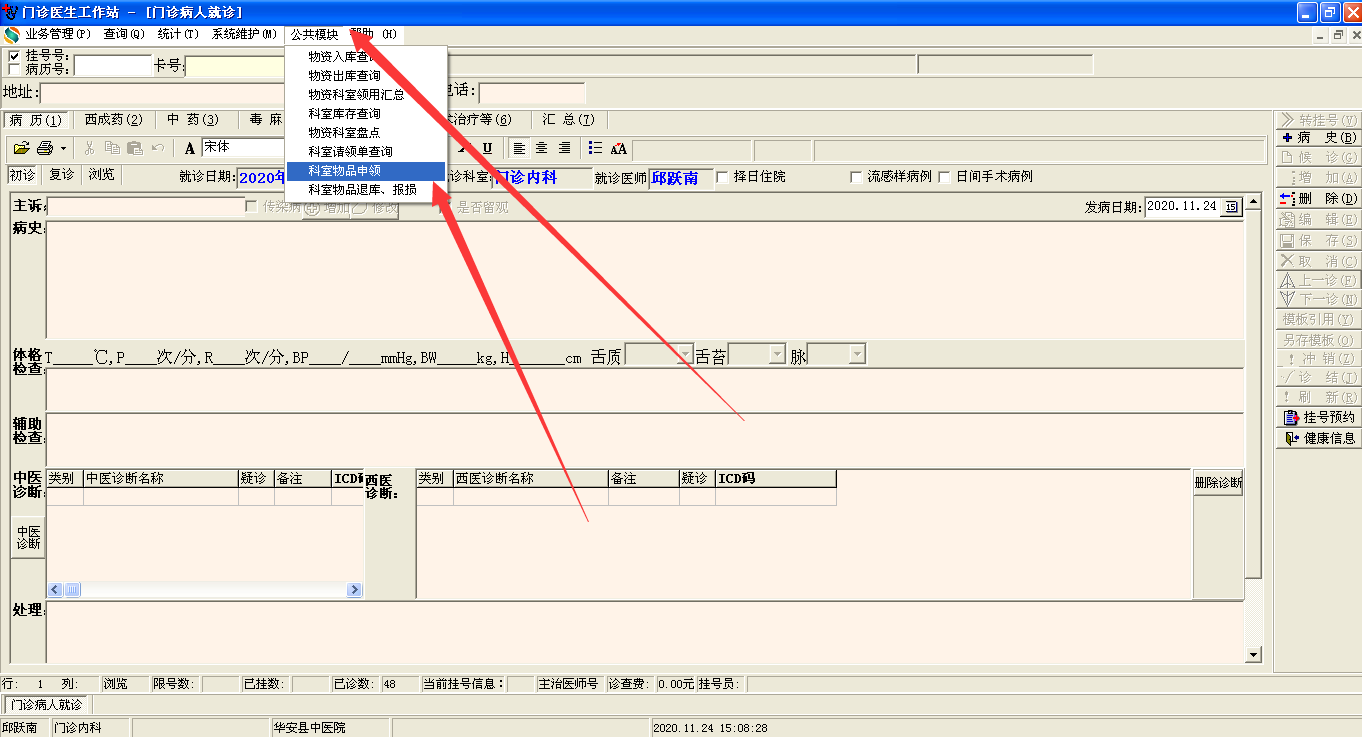 门诊医生工作站 - [门诊病人就诊]
业务管理(P) 查询(Q) 统计(T) 系统维护(M) 公共模块 帮助 (H)
挂号号:
病历号:
卡号:
物资入库查询
物资出库查询
物资科室领用汇总
科室库存查询
物资科室盘点
科室请领单查询
科室物品申领
科室物品退库、报损
地址: 电话:
病 历(1) 西成药(2) 中 药(3) 毒 麻 治疗等(6) 汇 总(7)
A 宋体 U
初诊 复诊 浏览 就诊日期: 2020年 诊科室: 门诊内科 就诊医师 邱跃南 择日住院 流感样病例 日间手术病例
主诉: 传染病 增加 修改 是否留观 发病日期: 2020.11.24 15
病史:
体格检查: T_____℃,P____次/分,R____次/分,BP____/____mmHg,BW_____kg,H_______cm 舌质 舌苔 脉
辅助检查:
中医诊断: 类别 中医诊断名称 疑诊 备注 ICD 西医诊断: 类别 西医诊断名称 备注 疑诊 ICD码 删除诊断
中医诊断
处理:
转挂号(V)
病 史(B)
候 诊(G)
增 加(A)
删 除(D)
编 辑(E)
保 存(S)
取 消(C)
上一诊(F)
下一诊(N)
模板引用(Y)
另存模板(O)
! 冲 销(Z)
诊 结(I)
! 刷 新(R)
挂号预约
健康信息
行: 1 列: 浏览 限号数: 已挂数: 已诊数: 48 当前挂号信息: 主治医师号 诊查费: 0.00元 挂号员:
门诊病人就诊
邱跃南 门诊内科 华安县中医院 2020.11.24 15:08:28